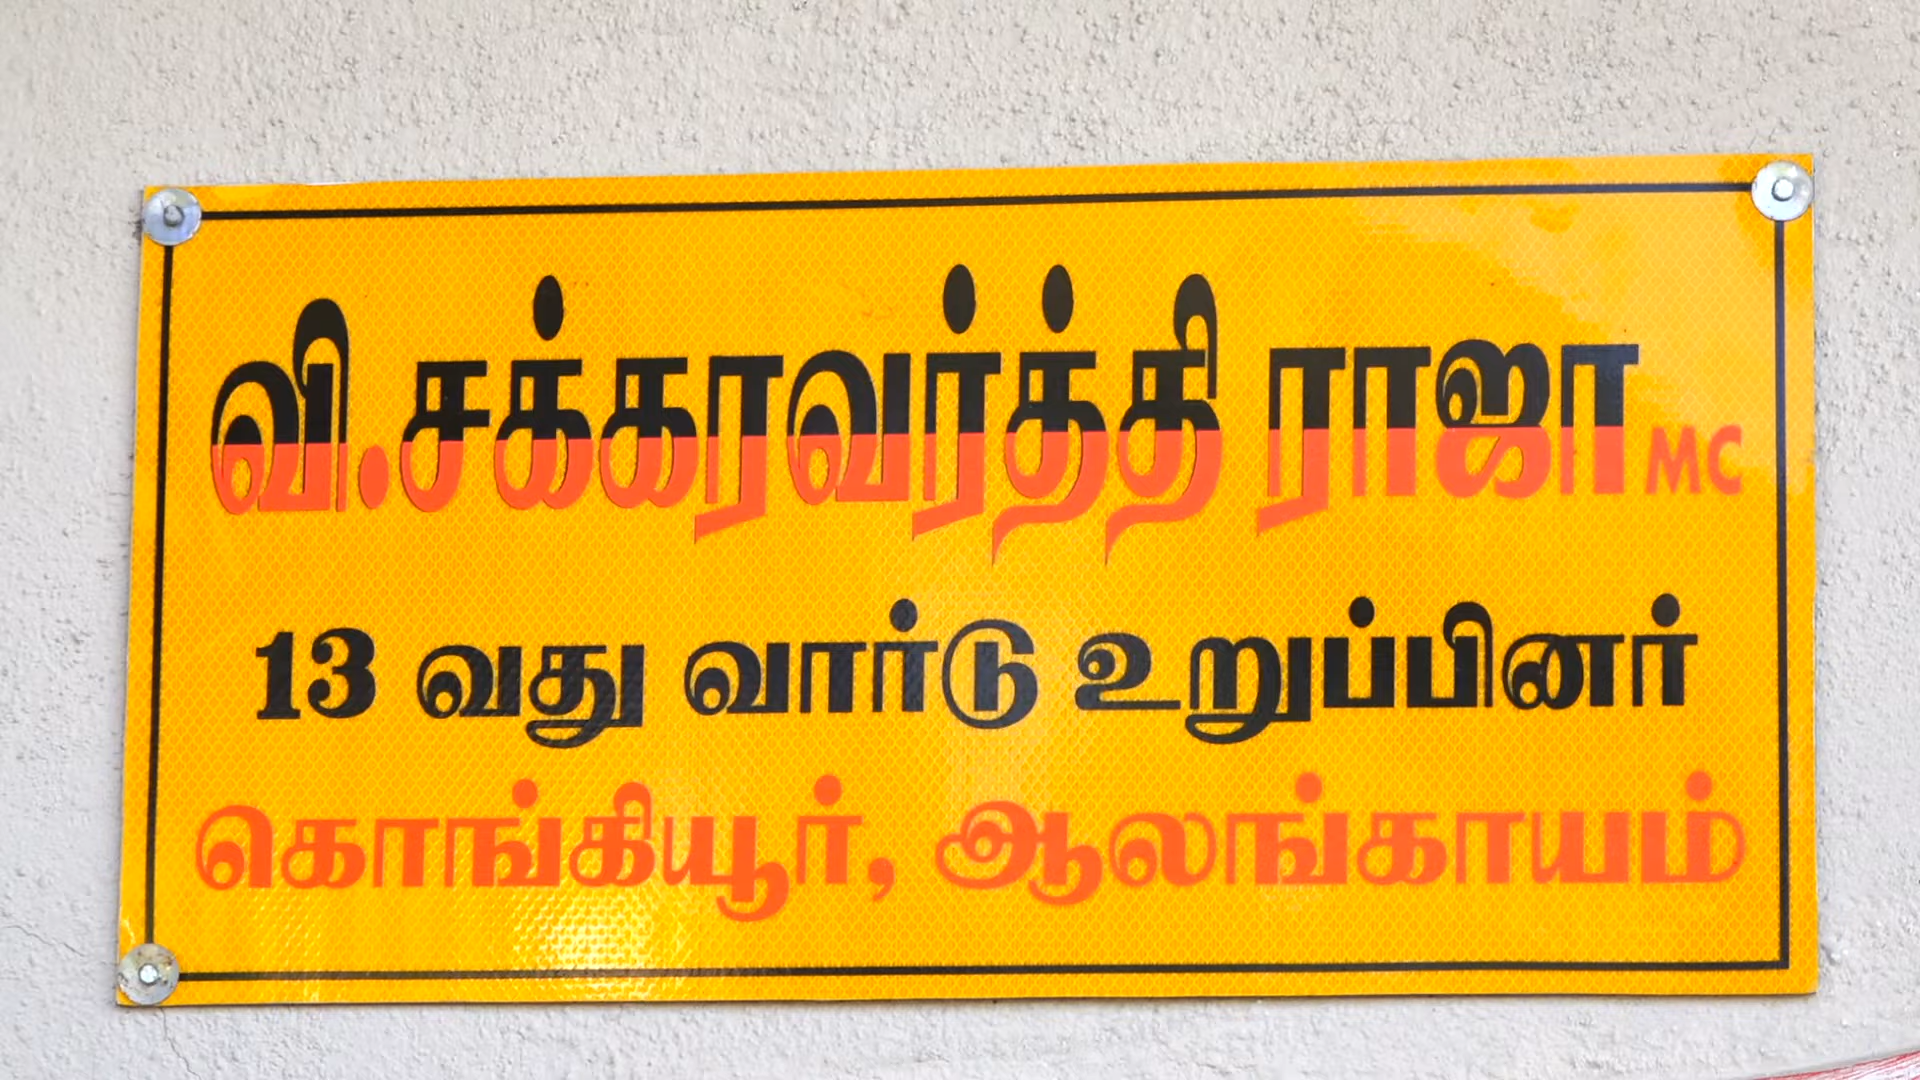 வி.சக்கரவர்த்தி ராஜா MC
13 வது வார்டு உறுப்பினர்
கொங்கியூர், ஆலங்காயம்